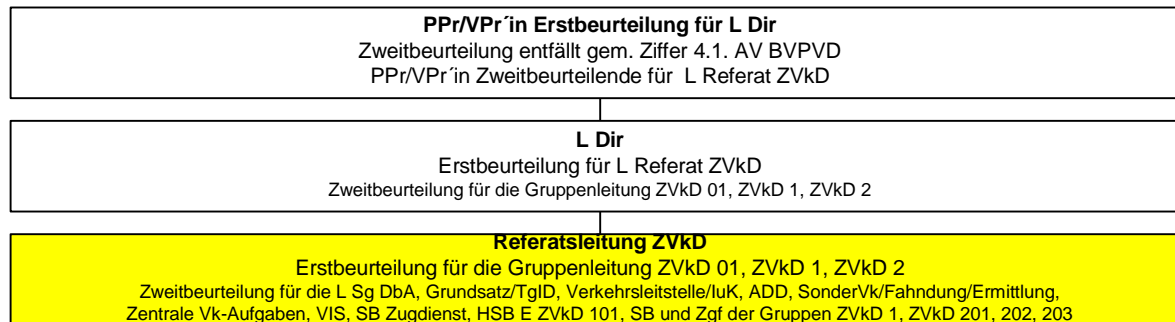 PPr/VPr´in Erstbeurteilung für L Dir
Zweitbeurteilung entfällt gem. Ziffer 4.1. AV BVPVD
PPr/VPr´in Zweitbeurteilende für L Referat ZVkD
L Dir
Erstbeurteilung für L Referat ZVkD
Zweitbeurteilung für die Gruppenleitung ZVkD 01, ZVkD 1, ZVkD 2
Referatsleitung ZVkD
Erstbeurteilung für die Gruppenleitung ZVkD 01, ZVkD 1, ZVkD 2
Zweitbeurteilung für die L Sg DbA, Grundsatz/TgID, Verkehrsleitstelle/IuK, ADD, SonderVk/Fahndung/Ermittlung,
Zentrale Vk-Aufgaben, VIS, SB Zugdienst, HSB E ZVkD 101, SB und Zgf der Gruppen ZVkD 1, ZVkD 201, 202, 203